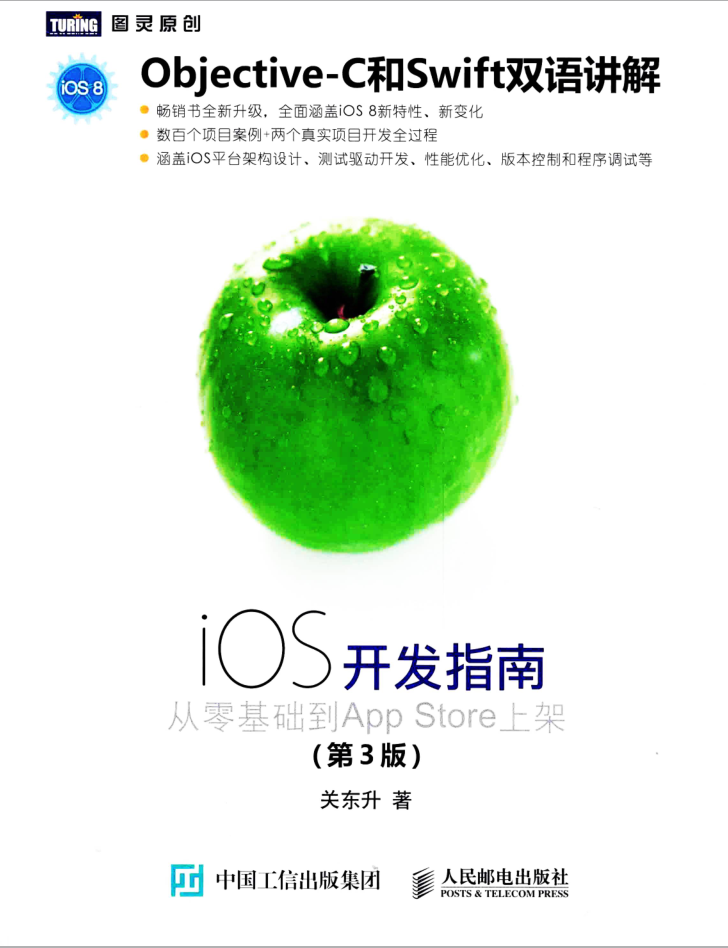 TURING 图灵原创
iOS 8
Objective-C和Swift双语讲解
畅销书全新升级，全面涵盖iOS 8新特性、新变化
数百个项目案例+两个真实项目开发全过程
涵盖iOS平台架构设计、测试驱动开发、性能优化、版本控制和程序调试等
iOS 开发指南
从零基础到App Store上架
(第3版)
关东升 著
中国工信出版集团 人民邮电出版社
POSTS & TELECOM PRESS